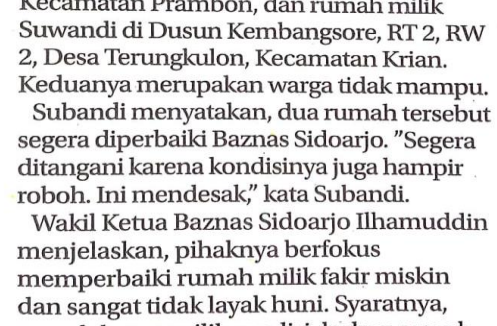 Kecamatan Prambon, dan rumah milik
Suwandi di Dusun Kembangsore, RT 2, RW
2, Desa Terungkulon, Kecamatan Krian.
Keduanya merupakan warga tidak mampu.
Subandi menyatakan, dua rumah tersebut
segera diperbaiki Baznas Sidoarjo. ”Segera
ditangani karena kondisinya juga hampir
roboh. Ini mendesak,” kata Subandi.
Wakil Ketua Baznas Sidoarjo Ilhamuddin
menjelaskan, pihaknya berfokus
memperbaiki rumah milik fakir miskin
dan sangat tidak layak huni. Syaratnya,